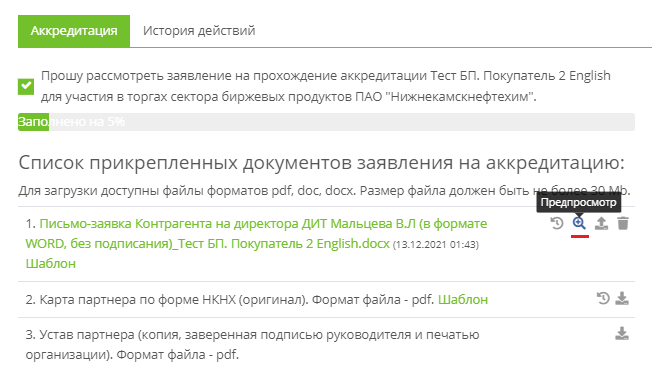 Аккредитация История действий
Прошу рассмотреть заявление на прохождение аккредитации Тест БП. Покупатель 2 English
для участия в торгах сектора биржевых продуктов ПАО "Нижнекамскнефтехим".
Заполнено на 5%
Список прикрепленных документов заявления на аккредитацию:
Для загрузки доступны файлы форматов pdf, doc, docx. Размер файла должен быть не более 30 Mb.
Предпросмотр
1. Письмо-заявка Контрагента на директора ДИТ Мальцева В.Л (в формате
WORD, без подписания)_Тест БП. Покупатель 2 English.docx (13.12.2021 01:43)
Шаблон
2. Карта партнера по форме НКНХ (оригинал). Формат файла - pdf. Шаблон
3. Устав партнера (копия, заверенная подписью руководителя и печатью
организации). Формат файла - pdf.